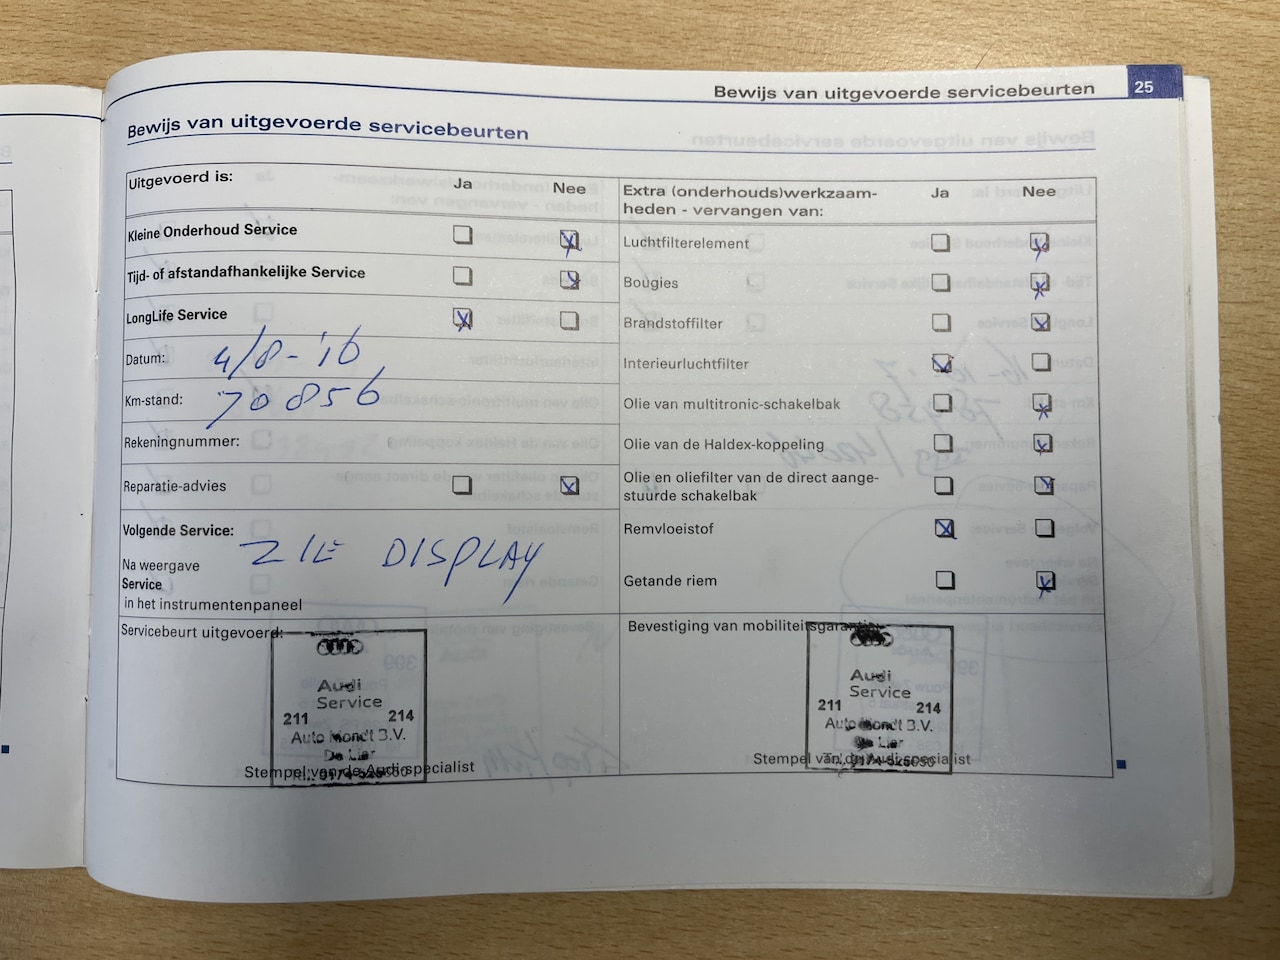 Bewijs van uitgevoerde servicebeurten 25
Bewijs van uitgevoerde servicebeurten
Uitgevoerd is: Ja Nee
Kleine Onderhoud Service
Tijd- of afstandafhankelijke Service
LongLife Service
Datum: 4/8-'16
Km-stand: 70856
Rekeningnummer:
Reparatie-advies
Volgende Service: ZIE DISPLAY
Na weergave
Service
in het instrumentenpaneel
Extra (onderhouds)werkzaam-
heden - vervangen van: Ja Nee
Luchtfilterelement
Bougies
Brandstoffilter
Interieurluchtfilter
Olie van multitronic-schakelbak
Olie van de Haldex-koppeling
Olie en oliefilter van de direct aange-
stuurde schakelbak
Remvloeistof
Getande riem
Servicebeurt uitgevoerd:
Audi
Service
211 214
Auto Mondt B.V.
De Lier
Stempel van de Audi specialist
Bevestiging van mobiliteitsgarantie:
Audi
Service
211 214
Auto Mondt B.V.
De Lier
Stempel van de Audi specialist